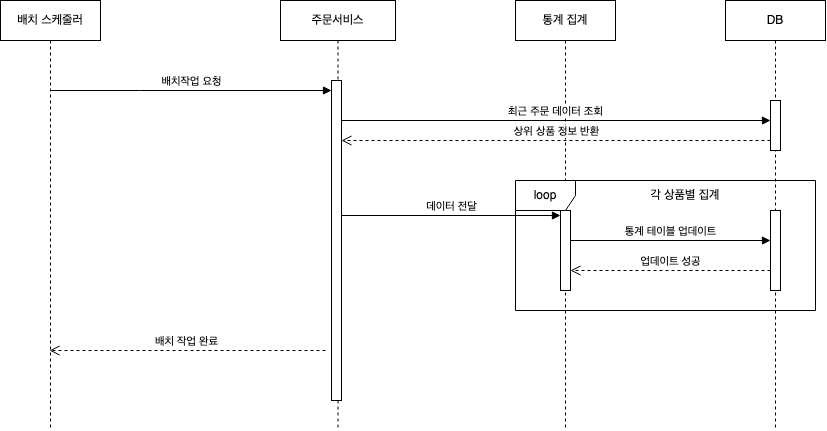 배치 스케줄러
주문서비스
통계 집계
DB
배치작업 요청
최근 주문 데이터 조회
상위 상품 정보 반환
loop
각 상품별 집계
데이터 전달
통계 테이블 업데이트
업데이트 성공
배치 작업 완료